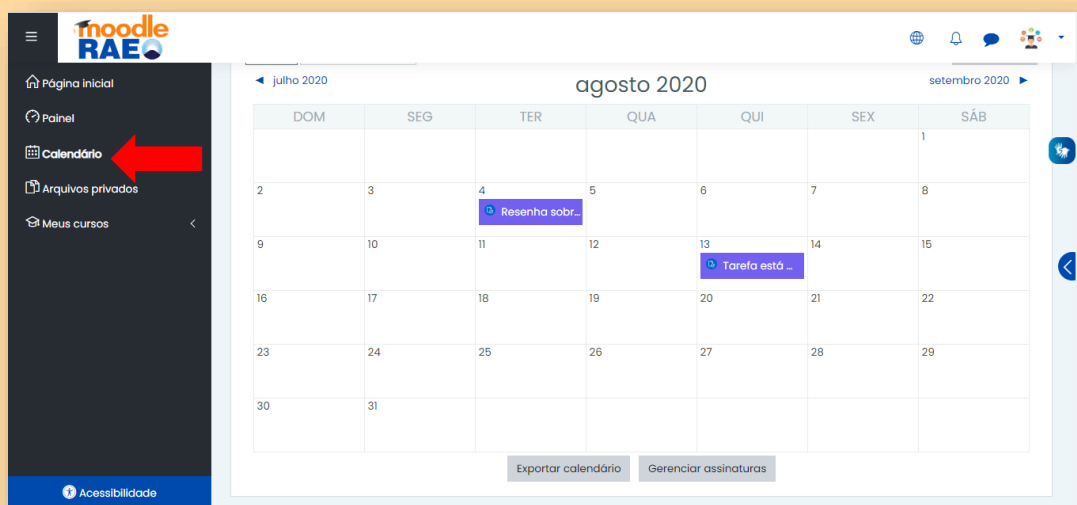 moodle
RAEO
Página inicial
Painel
Calendário
Arquivos privados
Meus cursos
Acessibilidade
julho 2020
agosto 2020
setembro 2020
DOM SEG TER QUA QUI SEX SÁB
1
2 3 4 5 6 7 8
Resenha sobr...
9 10 11 12 13 14 15
Tarefa está ...
16 17 18 19 20 21 22
23 24 25 26 27 28 29
30 31
Exportar calendário Gerenciar assinaturas